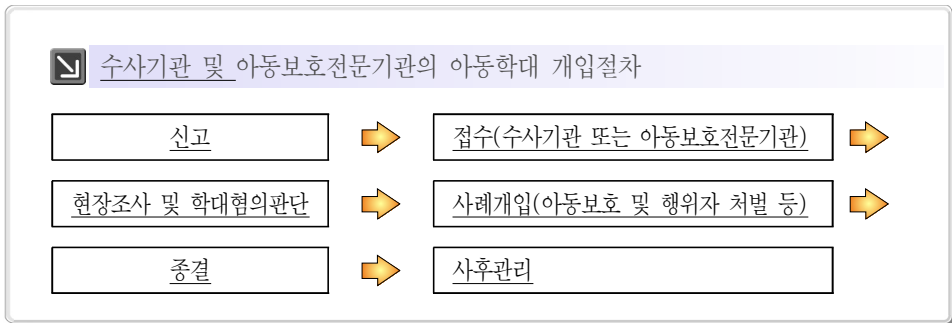 수사기관 및 아동보호전문기관의 아동학대 개입절차
신고
접수(수사기관 또는 아동보호전문기관)
현장조사 및 학대혐의판단
사례개입(아동보호 및 행위자 처벌 등)
종결
사후관리